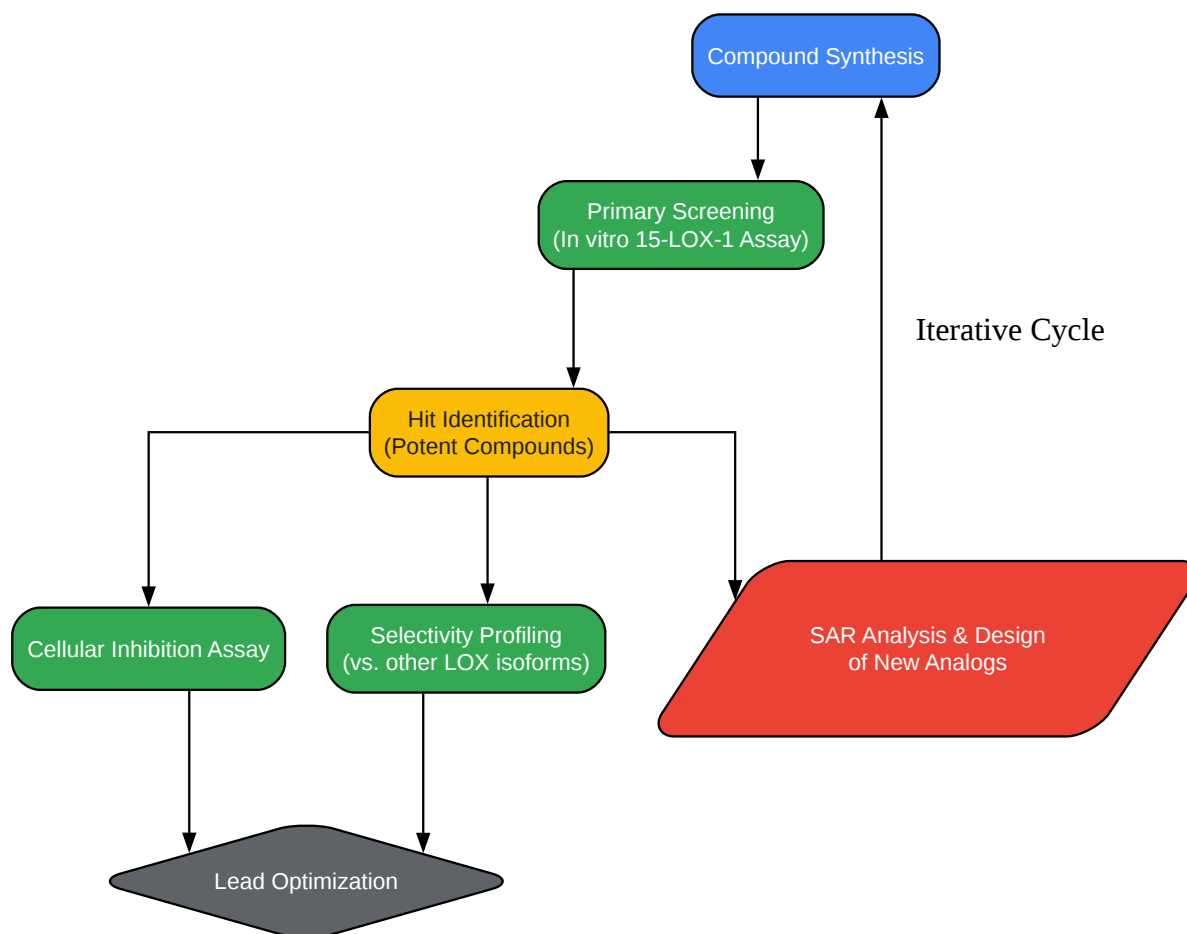 Compound Synthesis
Primary Screening
(In vitro 15-LOX-1 Assay)
Iterative Cycle
Hit Identification
(Potent Compounds)
Cellular Inhibition Assay
Selectivity Profiling
(vs. other LOX isoforms)
SAR Analysis & Design
of New Analogs
Lead Optimization